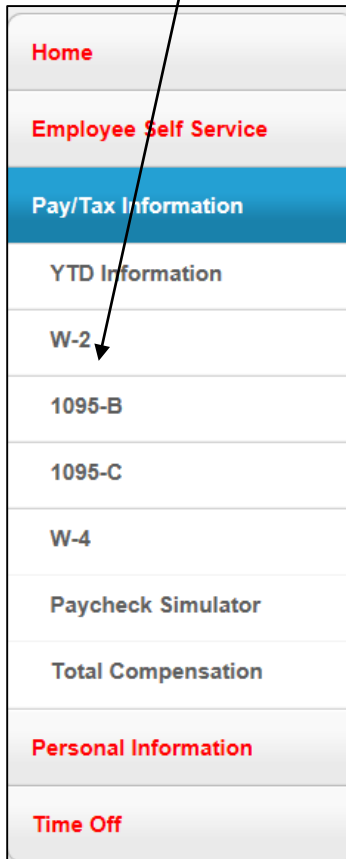 Home
Employee Self Service
Pay/Tax Information
YTD Information
W-2
1095-B
1095-C
W-4
Paycheck Simulator
Total Compensation
Personal Information
Time Off